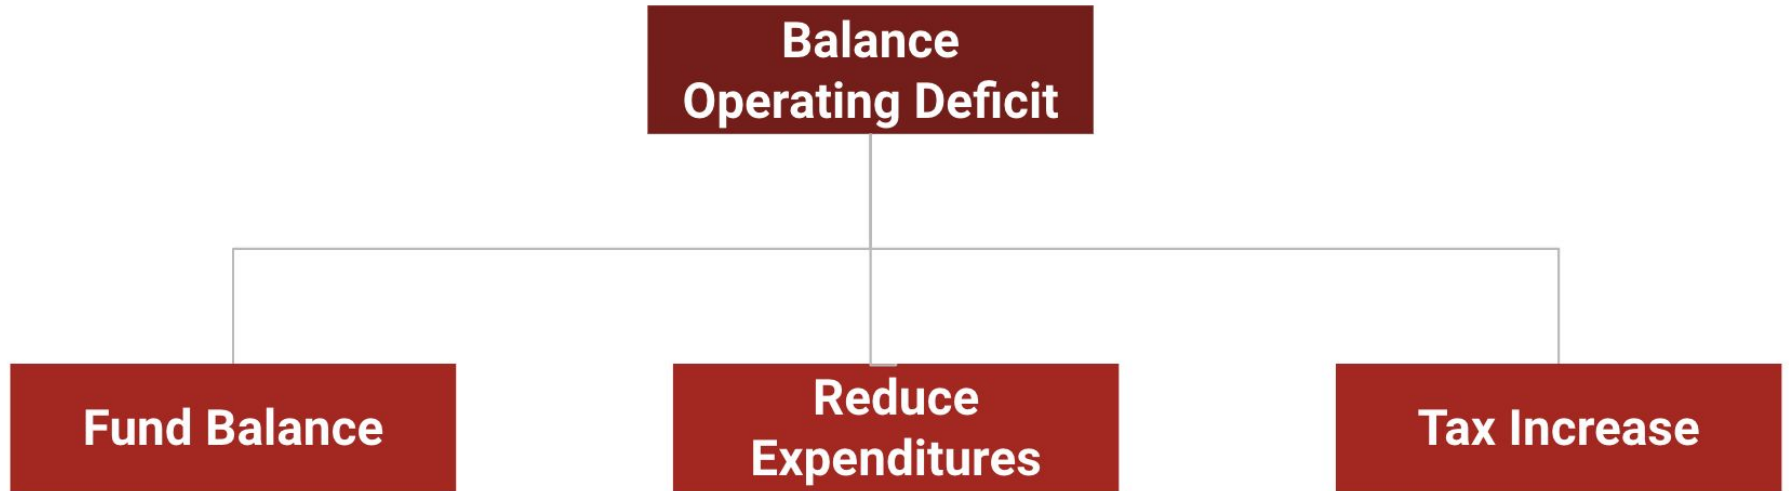 Balance
Operating Deficit
Fund Balance
Reduce
Expenditures
Tax Increase